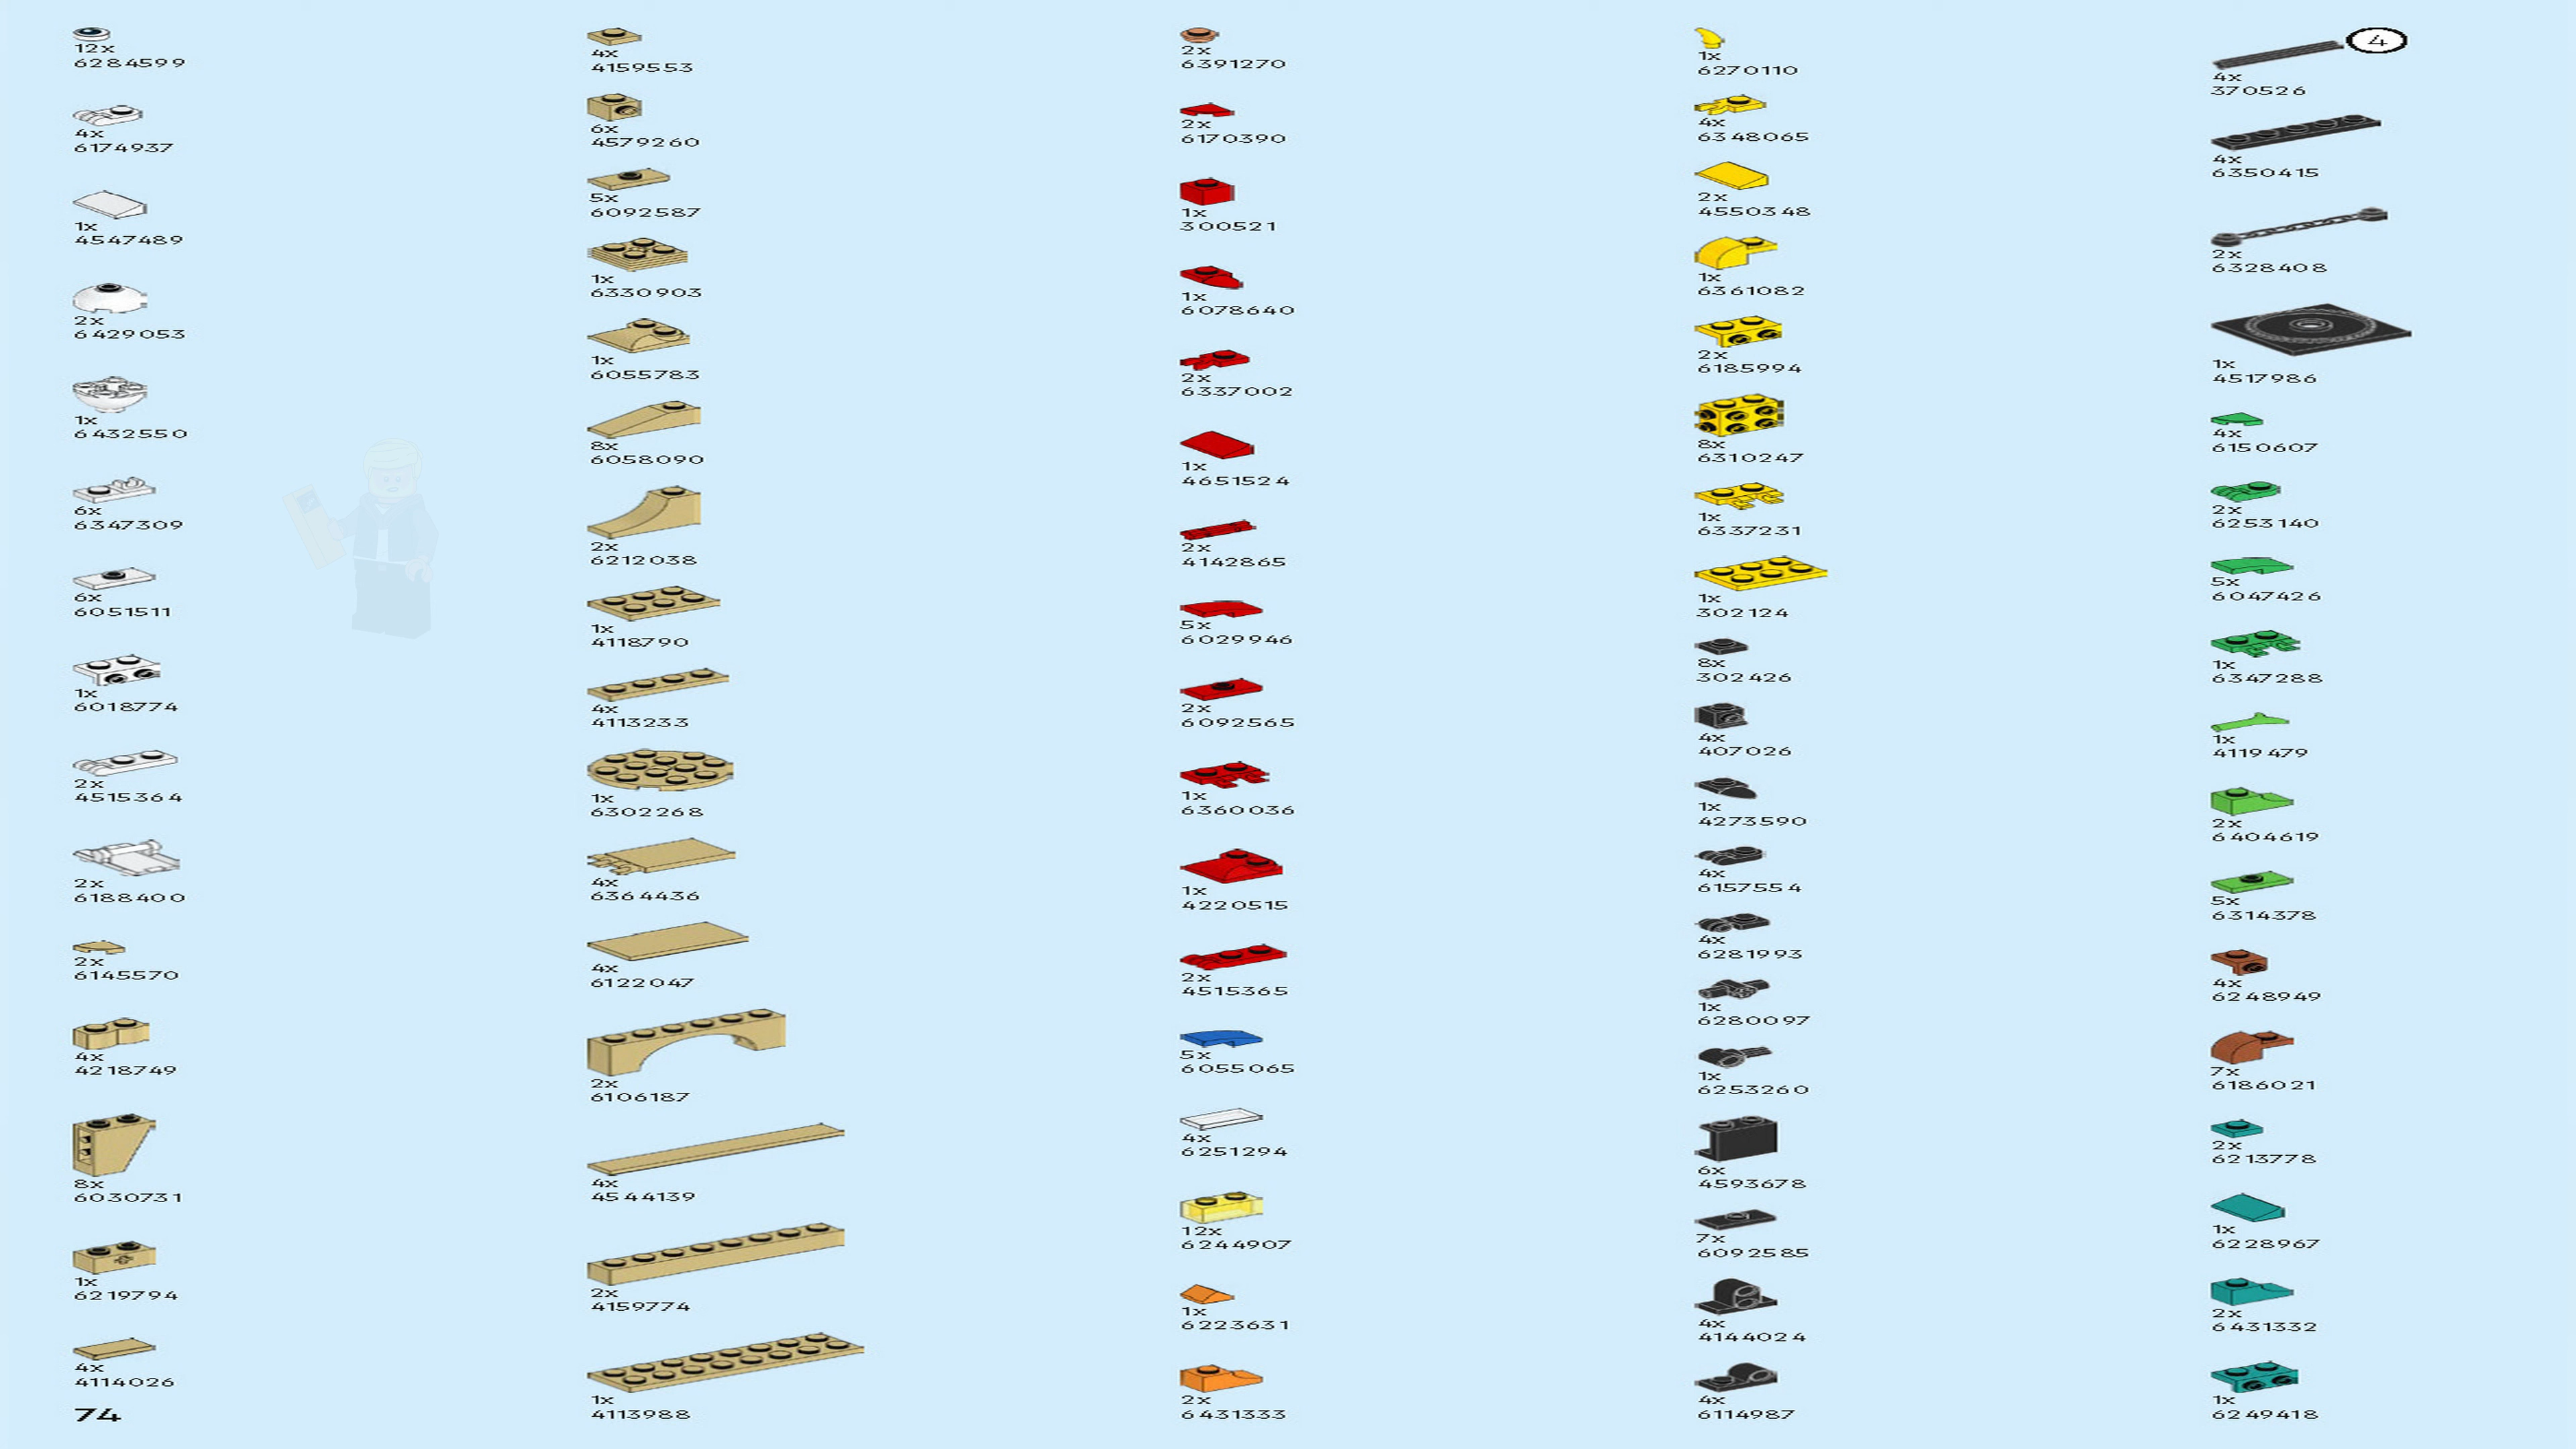 12x
6284599
4x
6174937
1x
4547489
2x
6429053
1x
6432550
6x
6347309
6x
6051511
1x
6018774
2x
4515364
2x
6188400
2x
6145570
4x
4218749
8x
6030731
1x
6219794
4x
4114026
74
4x
4159553
6x
4579260
5x
6092587
1x
6330903
1x
6055783
8x
6058090
2x
6212038
1x
4118790
4x
4113233
1x
6302268
4x
6364436
4x
6122047
2x
6106187
4x
4544139
2x
4159774
1x
4113988
2x
6391270
2x
6170390
1x
300521
1x
6078640
2x
6337002
1x
4651524
2x
4142865
5x
6029946
2x
6092565
1x
6360036
1x
4220515
2x
4515365
5x
6055065
4x
6251294
12x
6244907
1x
6223631
2x
6431333
1x
6270110
4x
6348065
2x
4550348
1x
6361082
2x
6185994
8x
6310247
1x
6337231
1x
302124
8x
302426
4x
407026
1x
4273590
4x
6157554
4x
6281993
1x
6280097
1x
6253260
6x
4593678
7x
6092585
4x
4144024
4x
6114987
4
4x
370526
4x
6350415
2x
6328408
1x
4517986
4x
6150607
2x
6253140
5x
6047426
1x
6347288
1x
4119479
2x
6404619
5x
6314378
4x
6248949
7x
6186021
2x
6213778
1x
6228967
2x
6431332
1x
6249418